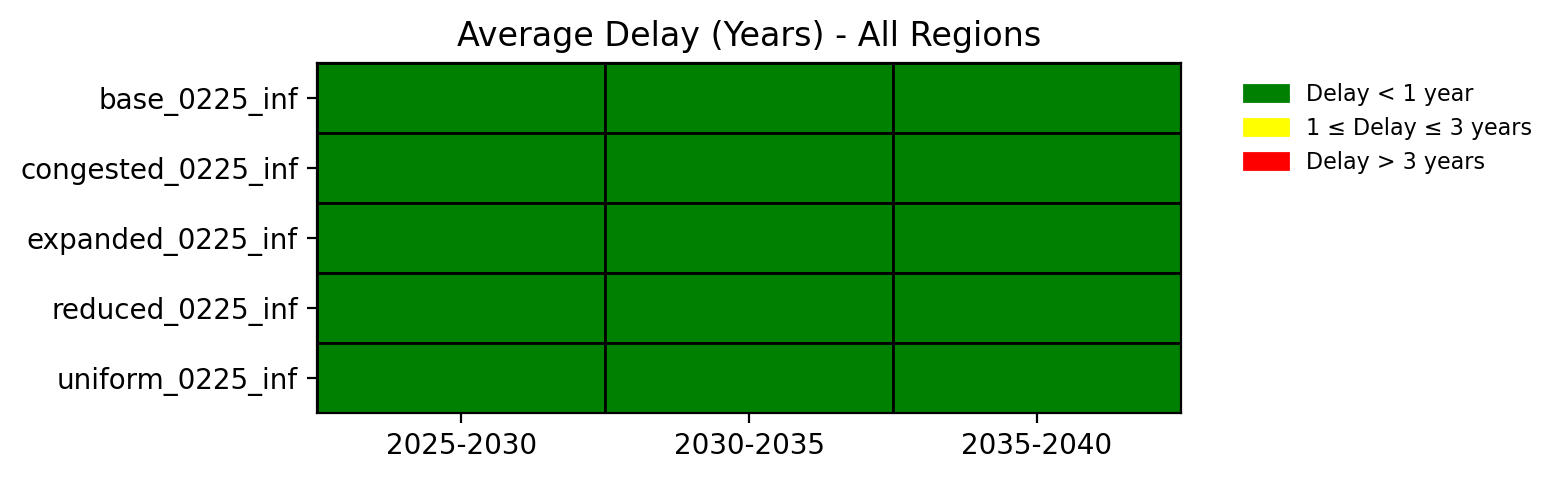 Average Delay (Years) - All Regions
base_0225_inf
congested_0225_inf
expanded_0225_inf
reduced_0225_inf
uniform_0225_inf
2025-2030
2030-2035
2035-2040
Delay < 1 year
1 ≤ Delay ≤ 3 years
Delay > 3 years